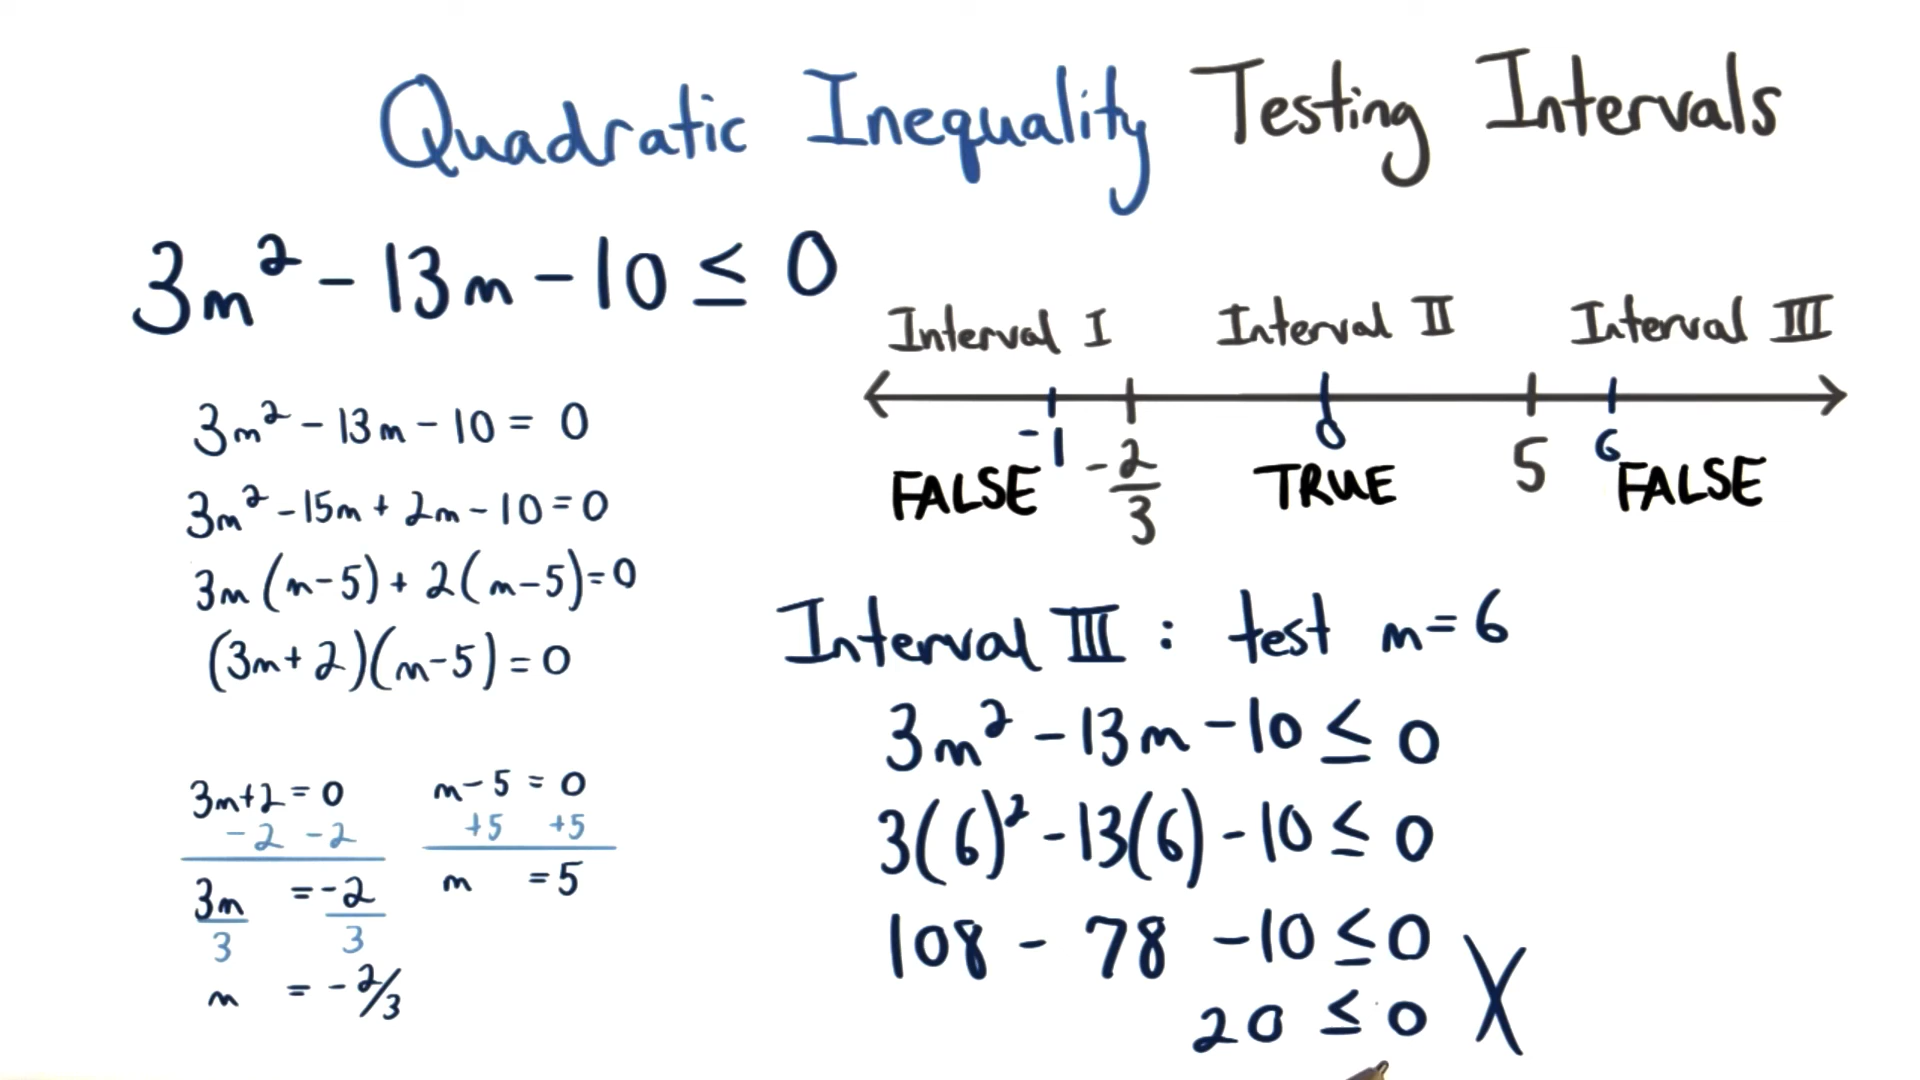 Quadratic Inequality Testing Intervals
3m² - 13m - 10 ≤ 0
Interval I Interval II Interval III
-1 -2/3 0 5 6
FALSE TRUE FALSE
3m² - 13m - 10 = 0
3m² - 15m + 2m - 10 = 0
3m(m-5) + 2(m-5) = 0
(3m+2)(m-5) = 0
3m+2 = 0
-2 -2
3m/3 = -2/3
m = -2/3
m - 5 = 0
+5 +5
m = 5
Interval III : test m = 6
3m² - 13m - 10 ≤ 0
3(6)² - 13(6) - 10 ≤ 0
108 - 78 - 10 ≤ 0
20 ≤ 0 X